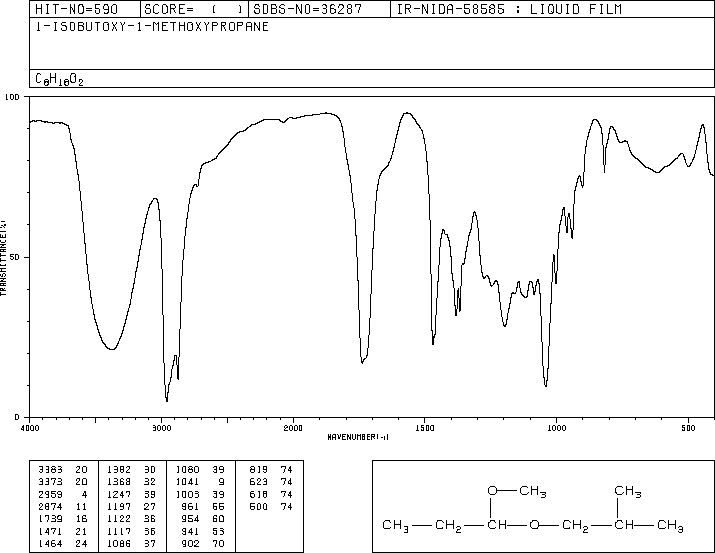 HIT-NO=590 SCORE= ( ) SDBS-NO=36287 IR-NIDA-58585 : LIQUID FILM
1-ISOBUTOXY-1-METHOXYPROPANE
C8H18O2
100
50
0
TRANSMITTANCE(%)
4000 3000 2000 1500 1000 500
WAVENUMBER(-1)
3383 20 1382 30 1080 39 819 74
3373 20 1368 32 1041 9 623 74
2959 4 1247 39 1003 39 618 74
2874 11 1197 27 961 55 500 74
1739 16 1122 36 954 60
1471 21 1117 36 941 53
1464 24 1086 37 902 70
O CH3 CH3
CH3 CH2 CH O CH2 CH CH3